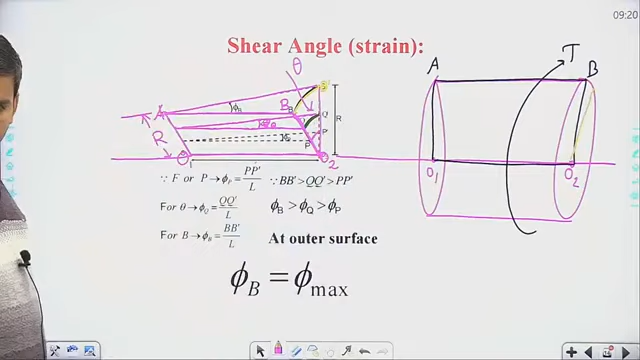 09:20
Shear Angle (strain):
θ
T
A
B
A
B
B
B'
ϕB
Q
Q'
R
R
P
P'
O1
O2
O1
O2
∵ F or P → ϕP = PP'/L ∵ BB' > QQ' > PP'
For θ → ϕQ = QQ'/L ϕB > ϕQ > ϕP
For B → ϕB = BB'/L At outer surface
ϕB = ϕmax